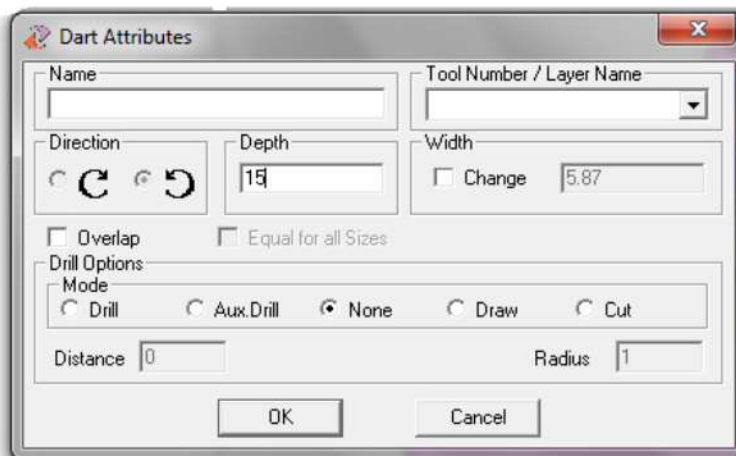 Dart Attributes
Name
Tool Number / Layer Name
Direction
Depth
15
Width
Change
5.87
Overlap
Equal for all Sizes
Drill Options
Mode
Drill
Aux.Drill
None
Draw
Cut
Distance
0
Radius
1
OK
Cancel